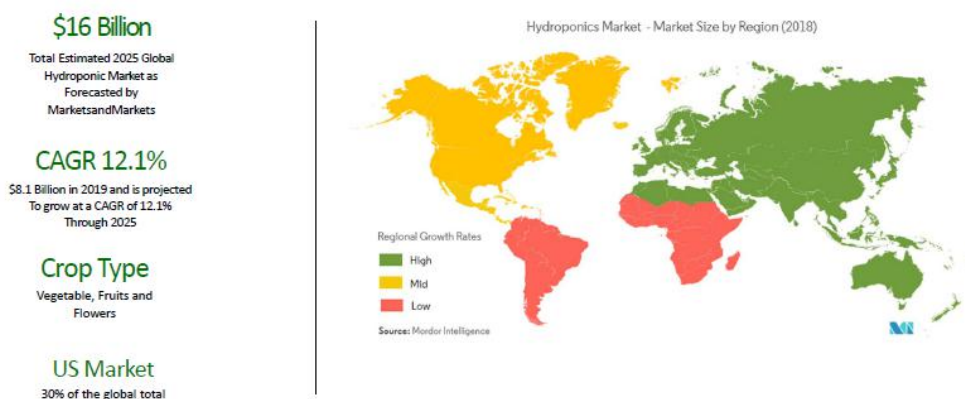 $16 Billion
Total Estimated 2025 Global
Hydroponic Market as
Forecasted by
MarketsandMarkets
CAGR 12.1%
$8.1 Billion in 2019 and is projected
To grow at a CAGR of 12.1%
Through 2025
Crop Type
Vegetable, Fruits and
Flowers
US Market
30% of the global total
Hydroponics Market - Market Size by Region (2018)
Regional Growth Rates
High
Mid
Low
Source: Mordor Intelligence